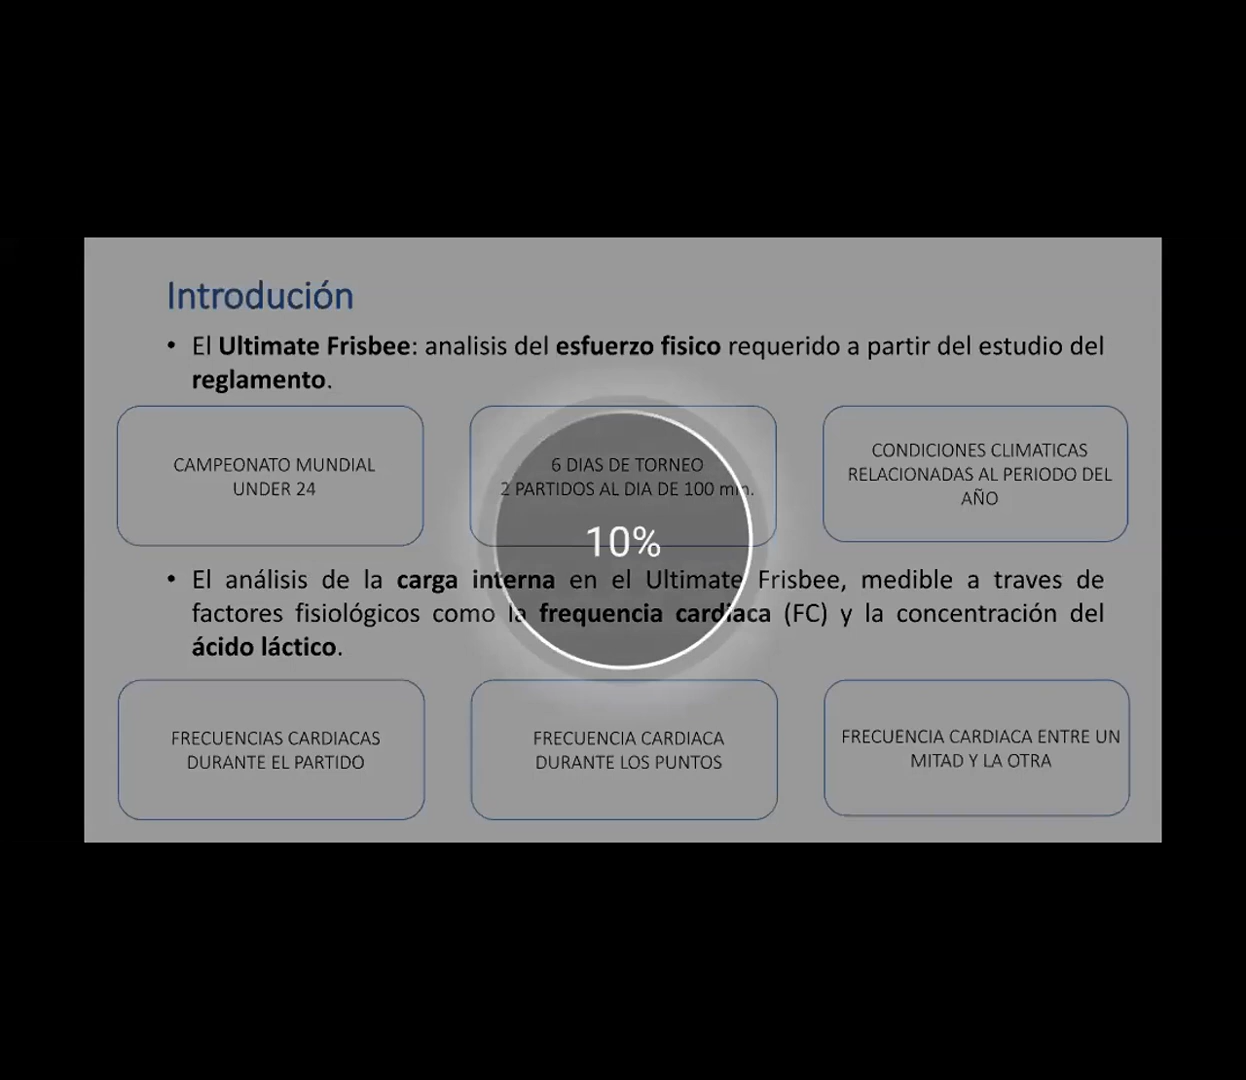 Introdución
• El Ultimate Frisbee: analisis del esfuerzo fisico requerido a partir del estudio del
reglamento.
CAMPEONATO MUNDIAL
UNDER 24
6 DIAS DE TORNEO
2 PARTIDOS AL DIA DE 100 min.
CONDICIONES CLIMATICAS
RELACIONADAS AL PERIODO DEL
AÑO
10%
• El análisis de la carga interna en el Ultimate Frisbee, medible a traves de
factores fisiológicos como la frequencia cardiaca (FC) y la concentración del
ácido láctico.
FRECUENCIAS CARDIACAS
DURANTE EL PARTIDO
FRECUENCIA CARDIACA
DURANTE LOS PUNTOS
FRECUENCIA CARDIACA ENTRE UN
MITAD Y LA OTRA